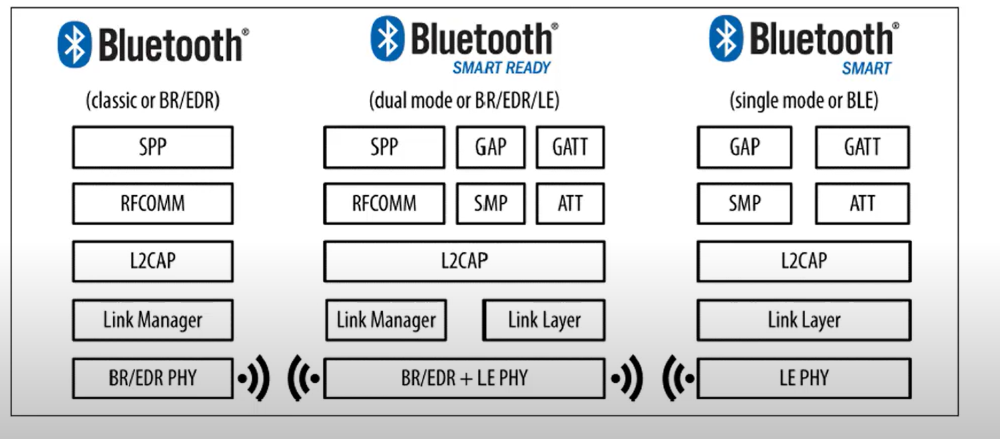 Bluetooth®
Bluetooth®
SMART READY
Bluetooth®
SMART
(classic or BR/EDR)
(dual mode or BR/EDR/LE)
(single mode or BLE)
SPP
SPP
GAP
GATT
GAP
GATT
RFCOMM
RFCOMM
SMP
ATT
SMP
ATT
L2CAP
L2CAP
L2CAP
Link Manager
Link Manager
Link Layer
Link Layer
BR/EDR PHY
BR/EDR + LE PHY
LE PHY